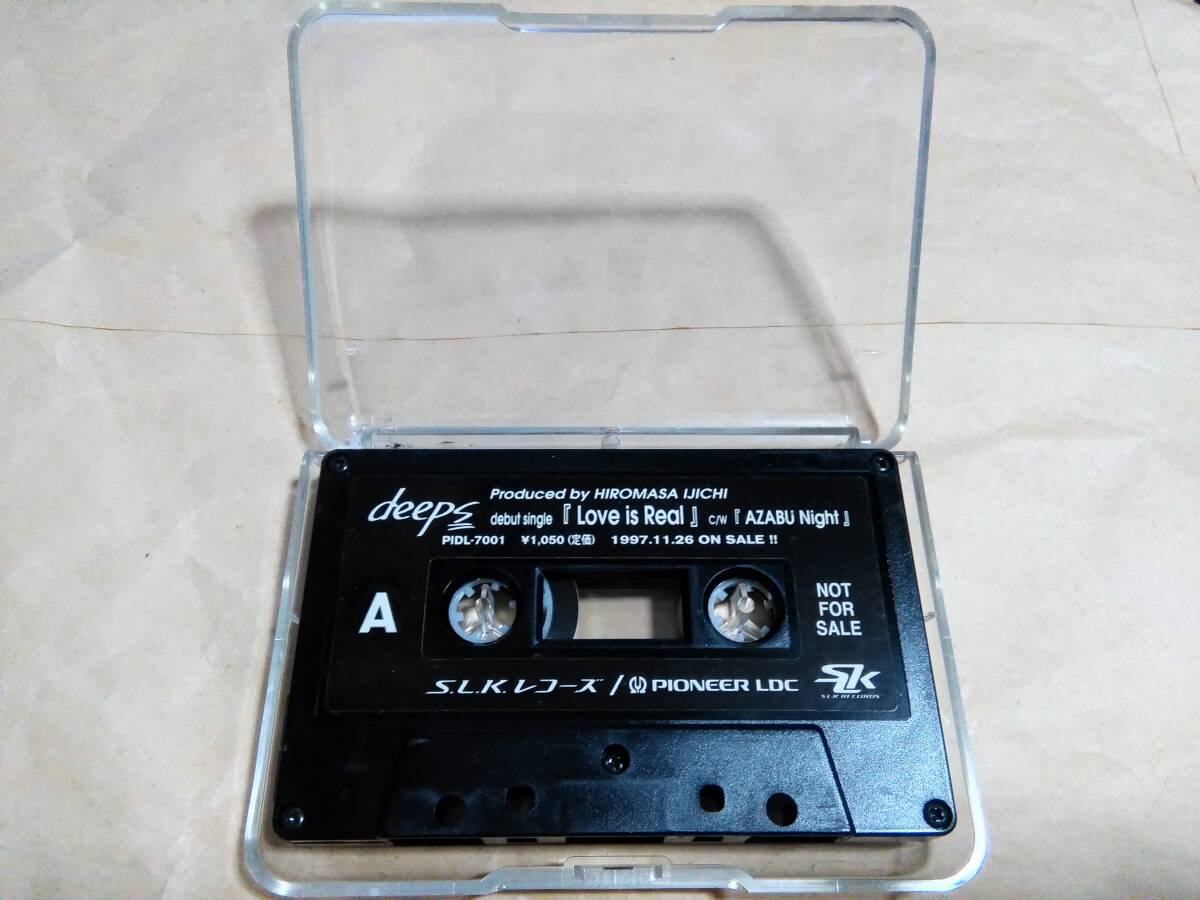 deeps
Produced by HIROMASA IJICHI
debut single『Love is Real』c/w『AZABU Night』
PIDL-7001 ¥1,050(定価) 1997.11.26 ON SALE !!
A
NOT
FOR
SALE
S.L.K.レコーズ / PIONEER LDC
SLK
S L K RECORDS